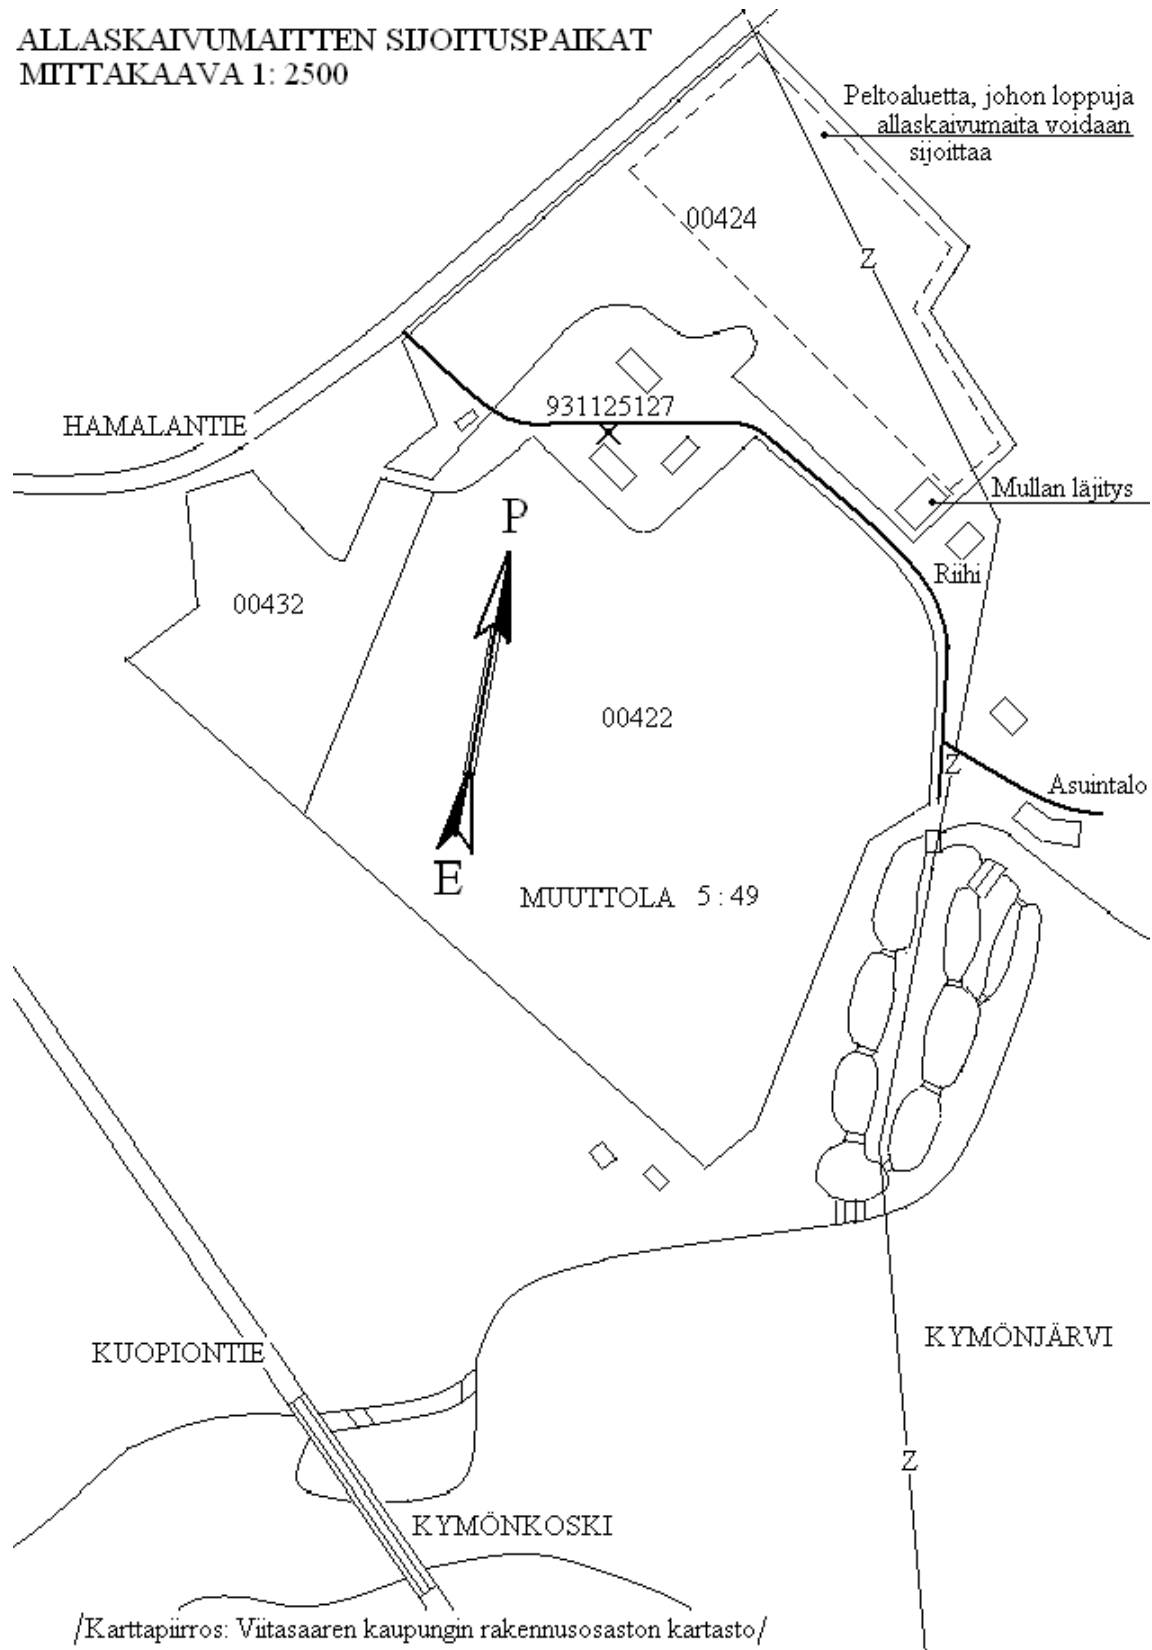 ALLASKAIVUMAITTEN SIJOITUSPAIKAT
MITTAKAAVA 1: 2500
Peltoaluetta, johon loppuja
allaskaivumaita voidaan
sijoittaa
00424
Z
931125127
HAMALANTIE
Mullan läjitys
P
Riihi
00432
00422
Z
Asuintalo
E
MUUTTOLA 5:49
KYMÖNJÄRVI
KUOPIONTIE
Z
KYMÖNKOSKI
/Karttapiirros: Viitasaaren kaupungin rakennusosaston kartasto/